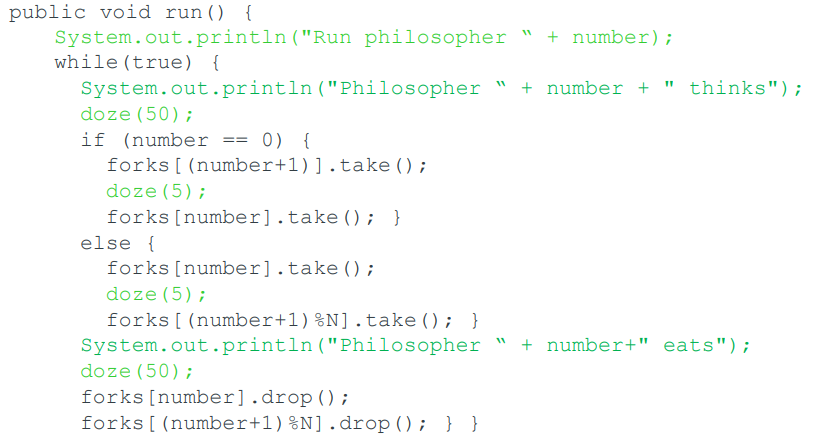 public void run() {
System.out.println("Run philosopher “ + number);
while(true) {
System.out.println("Philosopher “ + number + " thinks");
doze(50);
if (number == 0) {
forks[(number+1)].take();
doze(5);
forks[number].take(); }
else {
forks[number].take();
doze(5);
forks[(number+1)%N].take(); }
System.out.println("Philosopher “ + number+" eats");
doze(50);
forks[number].drop();
forks[(number+1)%N].drop(); } }